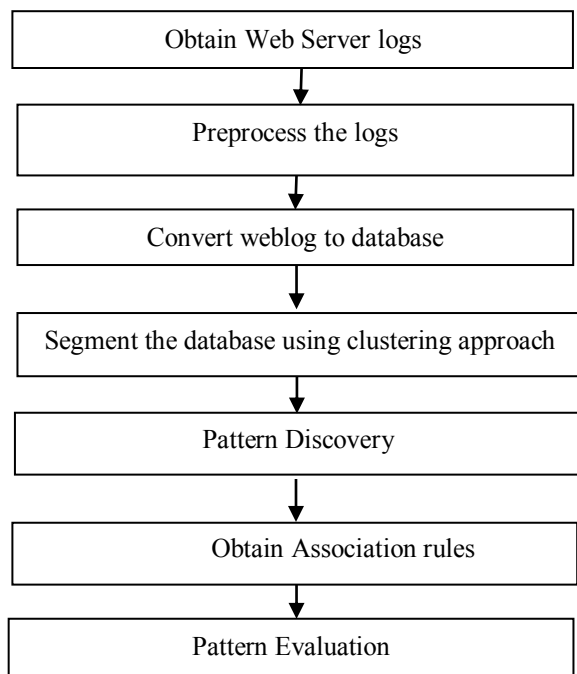 Obtain Web Server logs
Preprocess the logs
Convert weblog to database
Segment the database using clustering approach
Pattern Discovery
Obtain Association rules
Pattern Evaluation